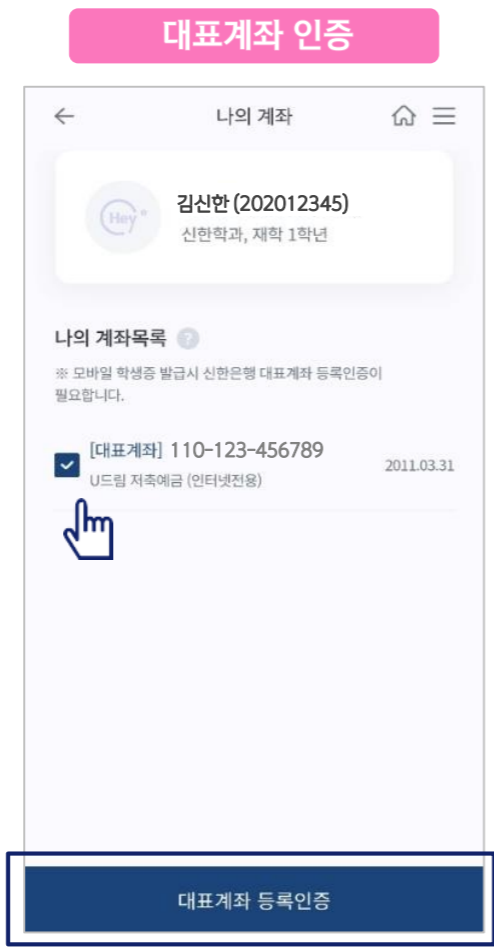 대표계좌 인증
나의 계좌
Hey
김신한 (202012345)
신한학과, 재학 1학년
나의 계좌목록 ?
※ 모바일 학생증 발급시 신한은행 대표계좌 등록인증이
필요합니다.
[대표계좌] 110-123-456789
2011.03.31
U드림 저축예금 (인터넷전용)
대표계좌 등록인증